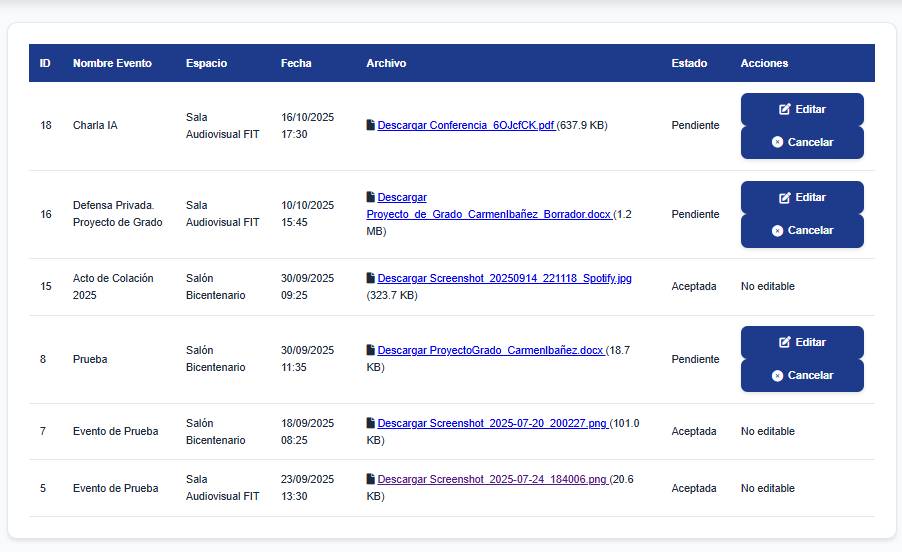 ID Nombre Evento Espacio Fecha Archivo Estado Acciones
18 Charla IA Sala Audiovisual FIT 16/10/2025 17:30 Descargar Conferencia_6OJcfCK.pdf (637.9 KB) Pendiente Editar Cancelar
16 Defensa Privada. Proyecto de Grado Sala Audiovisual FIT 10/10/2025 15:45 Descargar Proyecto_de_Grado_CarmenIbañez_Borrador.docx (1.2 MB) Pendiente Editar Cancelar
15 Acto de Colación 2025 Salón Bicentenario 30/09/2025 09:25 Descargar Screenshot_20250914_221118_Spotify.jpg (323.7 KB) Aceptada No editable
8 Prueba Salón Bicentenario 30/09/2025 11:35 Descargar ProyectoGrado_CarmenIbañez.docx (18.7 KB) Pendiente Editar Cancelar
7 Evento de Prueba Salón Bicentenario 18/09/2025 08:25 Descargar Screenshot_2025-07-20_200227.png (101.0 KB) Aceptada No editable
5 Evento de Prueba Sala Audiovisual FIT 23/09/2025 13:30 Descargar Screenshot_2025-07-24_184006.png (20.6 KB) Aceptada No editable